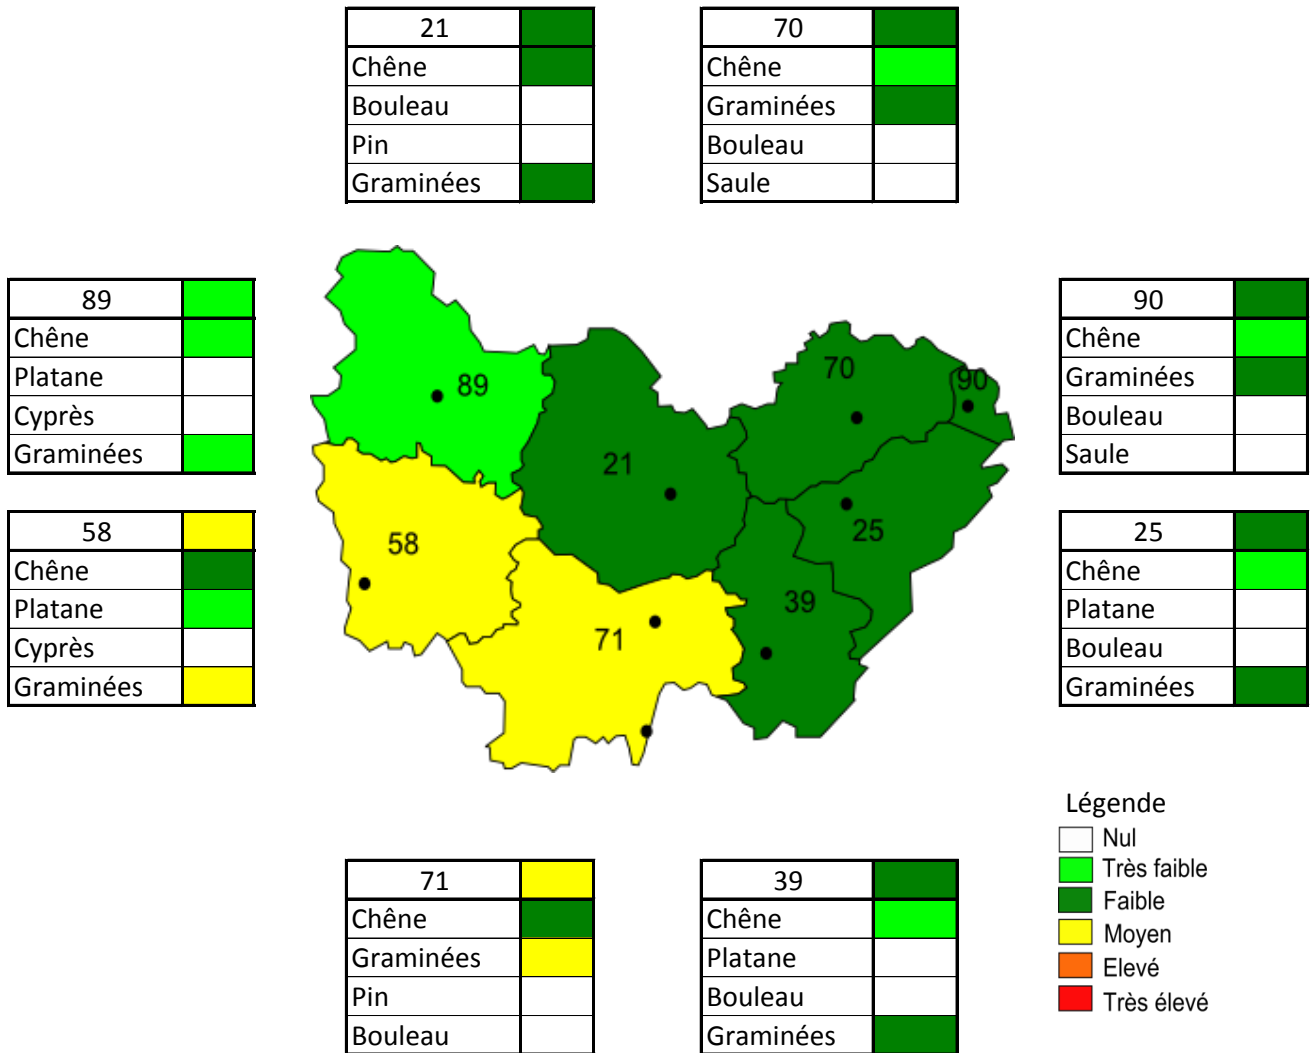 21
Chêne
Bouleau
Pin
Graminées
70
Chêne
Graminées
Bouleau
Saule
89
Chêne
Platane
Cyprès
Graminées
58
Chêne
Platane
Cyprès
Graminées
89
21
70
90
58
25
71
39
90
Chêne
Graminées
Bouleau
Saule
25
Chêne
Platane
Bouleau
Graminées
71
Chêne
Graminées
Pin
Bouleau
39
Chêne
Platane
Bouleau
Graminées
Légende
Nul
Très faible
Faible
Moyen
Elevé
Très élevé